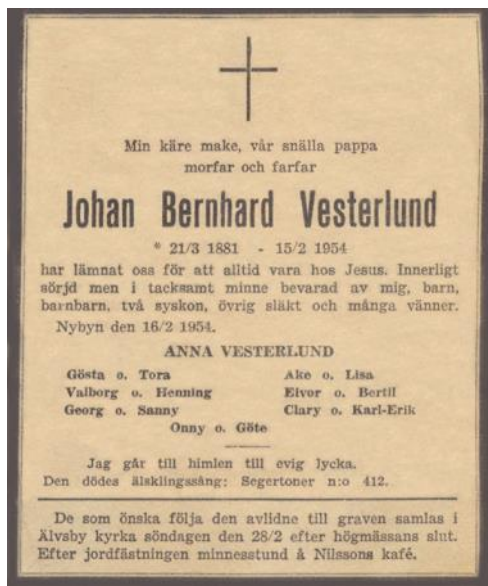 Min käre make, vår snälla pappa
morfar och farfar
Johan Bernhard Vesterlund
* 21/3 1881 - 15/2 1954
har lämnat oss för att alltid vara hos Jesus. Innerligt
sörjd men i tacksamt minne bevarad av mig, barn,
barnbarn, två syskon, övrig släkt och många vänner.
Nybyn den 16/2 1954.
ANNA VESTERLUND
Gösta o. Tora Ake o. Lisa
Valborg o. Henning Eivor o. Bertil
Georg o. Sanny Clary o. Karl-Erik
Onny o. Göte
Jag går till himlen till evig lycka.
Den dödes älsklingssång: Segertoner n:o 412.
De som önska följa den avlidne till graven samlas i
Älvsby kyrka söndagen den 28/2 efter högmässans slut.
Efter jordfästningen minnesstund å Nilssons kafé.